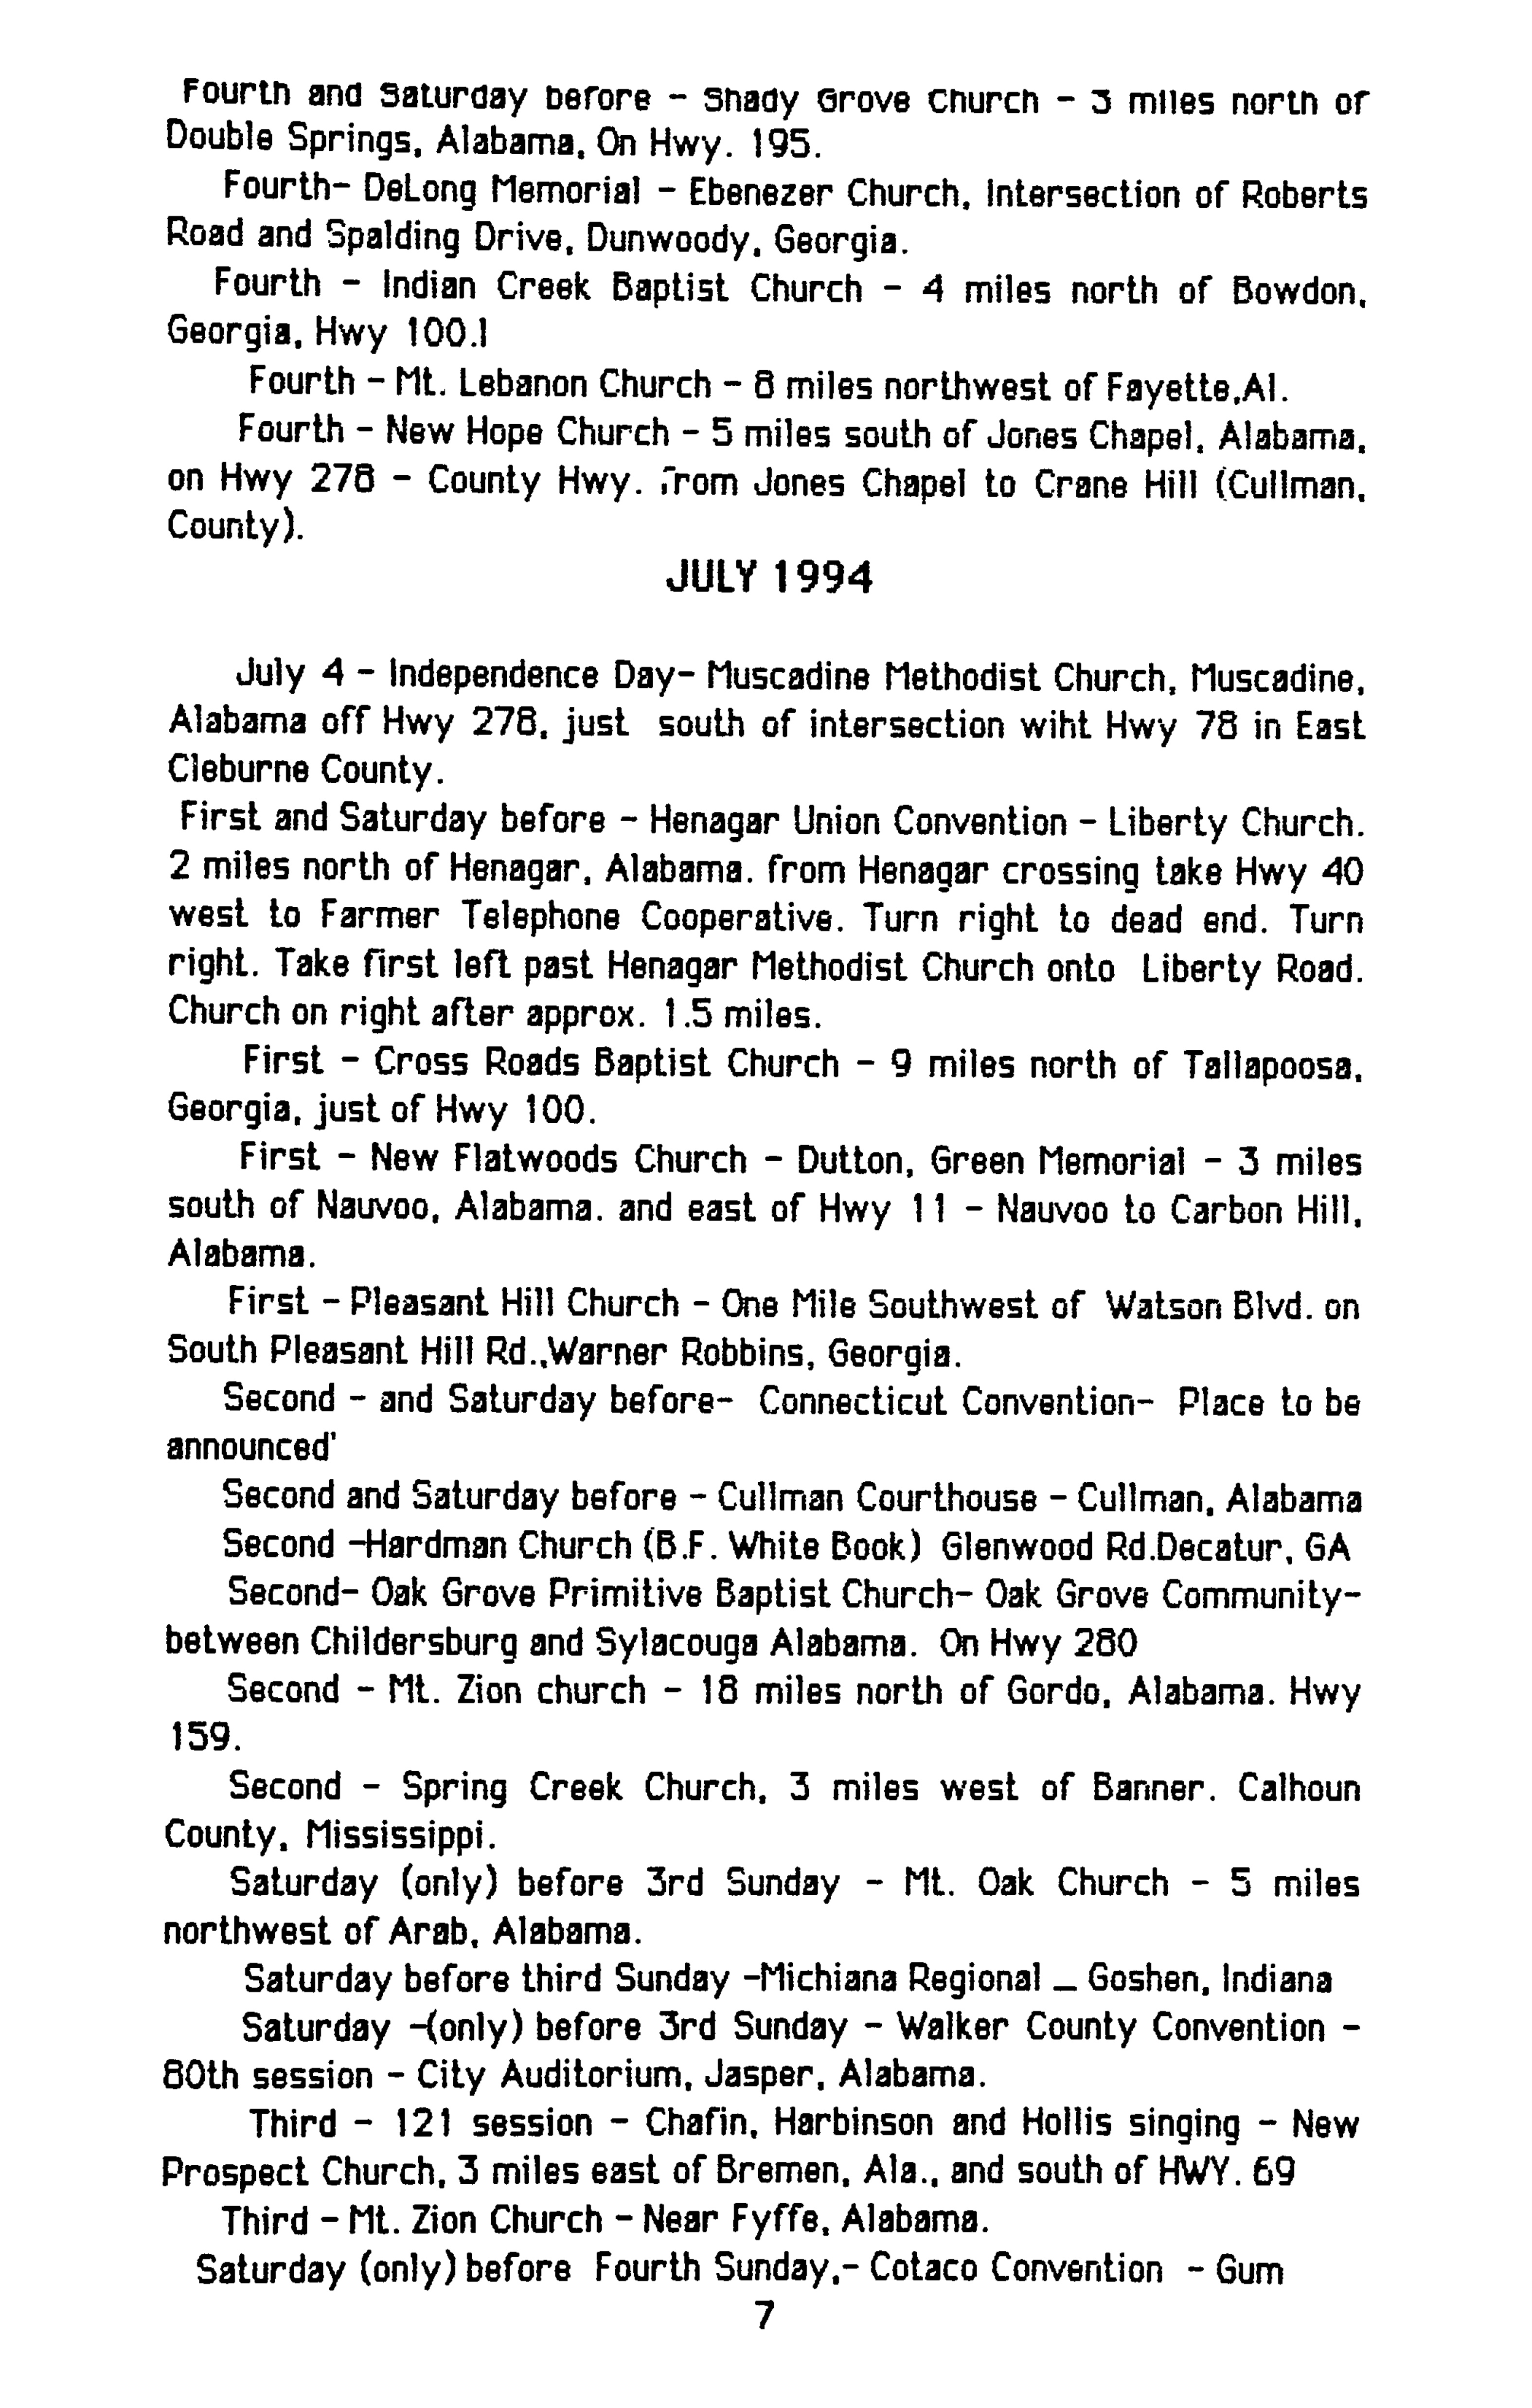 Fourth and Saturday before - Shady Grove Church - 3 miles north of
Double Springs, Alabama, On Hwy. 195.
Fourth- DeLong Memorial - Ebenezer Church, Intersection of Roberts
Road and Spalding Drive, Dunwoody, Georgia.
Fourth - Indian Creek Baptist Church - 4 miles north of Bowdon,
Georgia, Hwy 100.I
Fourth - Mt. Lebanon Church - 8 miles northwest of Fayette,Al.
Fourth - New Hope Church - 5 miles south of Jones Chapel, Alabama,
on Hwy 278 - County Hwy. from Jones Chapel to Crane Hill (Cullman,
County).
JULY 1994
July 4 - Independence Day- Muscadine Methodist Church, Muscadine,
Alabama off Hwy 278, just south of intersection wiht Hwy 78 in East
Cleburne County.
First and Saturday before - Henagar Union Convention - Liberty Church.
2 miles north of Henagar, Alabama. from Henagar crossing take Hwy 40
west to Farmer Telephone Cooperative. Turn right to dead end. Turn
right. Take first left past Henagar Methodist Church onto Liberty Road.
Church on right after approx. 1.5 miles.
First - Cross Roads Baptist Church - 9 miles north of Tallapoosa,
Georgia, just of Hwy 100.
First - New Flatwoods Church - Dutton, Green Memorial - 3 miles
south of Nauvoo, Alabama. and east of Hwy 11 - Nauvoo to Carbon Hill,
Alabama.
First - Pleasant Hill Church - One Mile Southwest of Watson Blvd. on
South Pleasant Hill Rd.,Warner Robbins, Georgia.
Second - and Saturday before- Connecticut Convention- Place to be
announced'
Second and Saturday before - Cullman Courthouse - Cullman, Alabama
Second -Hardman Church (B.F. White Book) Glenwood Rd.Decatur, GA
Second- Oak Grove Primitive Baptist Church- Oak Grove Community-
between Childersburg and Sylacouga Alabama. On Hwy 280
Second - Mt. Zion church - 18 miles north of Gordo, Alabama. Hwy
159.
Second - Spring Creek Church, 3 miles west of Banner. Calhoun
County, Mississippi.
Saturday (only) before 3rd Sunday - Mt. Oak Church - 5 miles
northwest of Arab, Alabama.
Saturday before third Sunday -Michiana Regional _ Goshen, Indiana
Saturday -(only) before 3rd Sunday - Walker County Convention -
80th session - City Auditorium, Jasper, Alabama.
Third - 121 session - Chafin, Harbinson and Hollis singing - New
Prospect Church, 3 miles east of Bremen, Ala., and south of HWY. 69
Third - Mt. Zion Church - Near Fyffe, Alabama.
Saturday (only) before Fourth Sunday,- Cotaco Convention - Gum
7